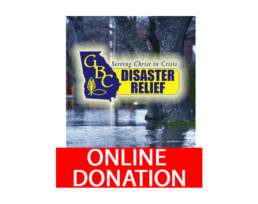 Serving Christ in Crisis
GBC
DISASTER
RELIEF
ONLINE
DONATION